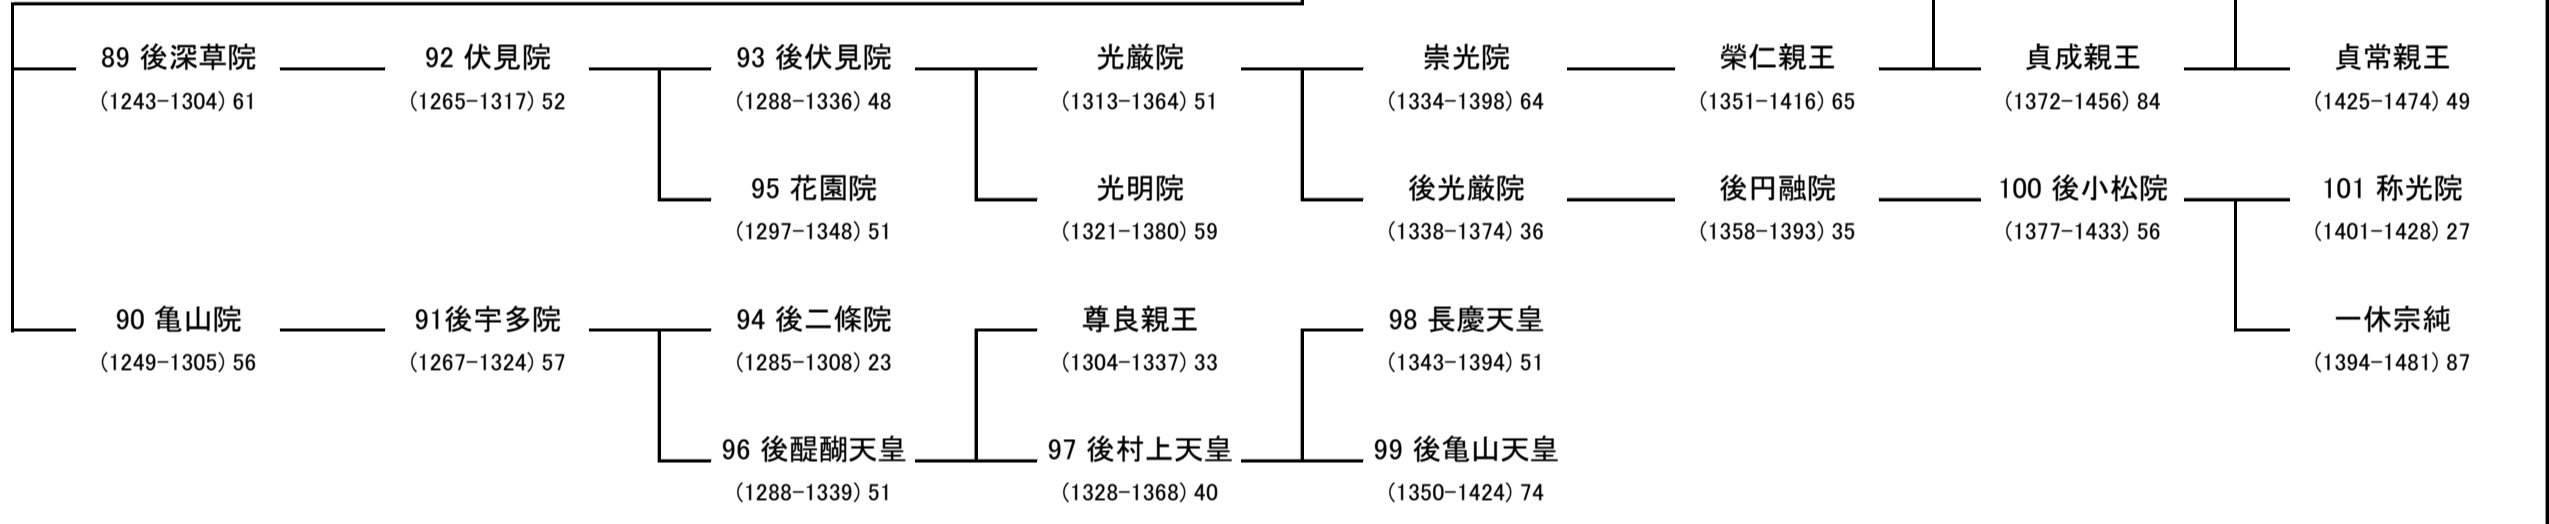 89 後深草院
(1243-1304) 61
92 伏見院
(1265-1317) 52
93 後伏見院
(1288-1336) 48
光厳院
(1313-1364) 51
崇光院
(1334-1398) 64
榮仁親王
(1351-1416) 65
貞成親王
(1372-1456) 84
貞常親王
(1425-1474) 49
95 花園院
(1297-1348) 51
光明院
(1321-1380) 59
後光厳院
(1338-1374) 36
後円融院
(1358-1393) 35
100 後小松院
(1377-1433) 56
101 称光院
(1401-1428) 27
90 亀山院
(1249-1305) 56
91後宇多院
(1267-1324) 57
94 後二條院
(1285-1308) 23
尊良親王
(1304-1337) 33
98 長慶天皇
(1343-1394) 51
一休宗純
(1394-1481) 87
96 後醍醐天皇
(1288-1339) 51
97 後村上天皇
(1328-1368) 40
99 後亀山天皇
(1350-1424) 74